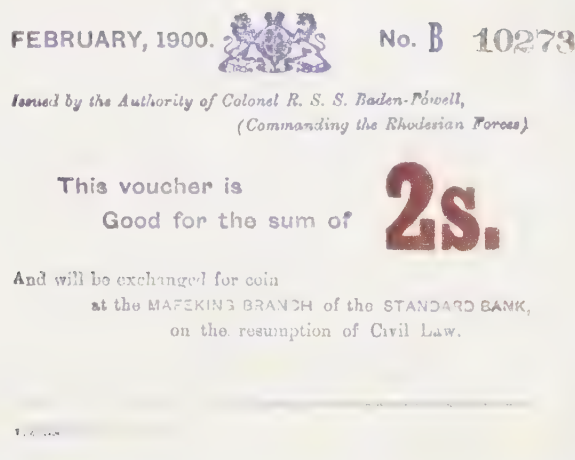 FEBRUARY, 1900. No. B 10273
Issued by the Authority of Colonel R. S. S. Baden-Powell,
(Commanding the Rhodesian Forces)
This voucher is
Good for the sum of 2s.
And will be exchanged for coin
at the MAFEKING BRANCH of the STANDARD BANK,
on the resumption of Civil Law.